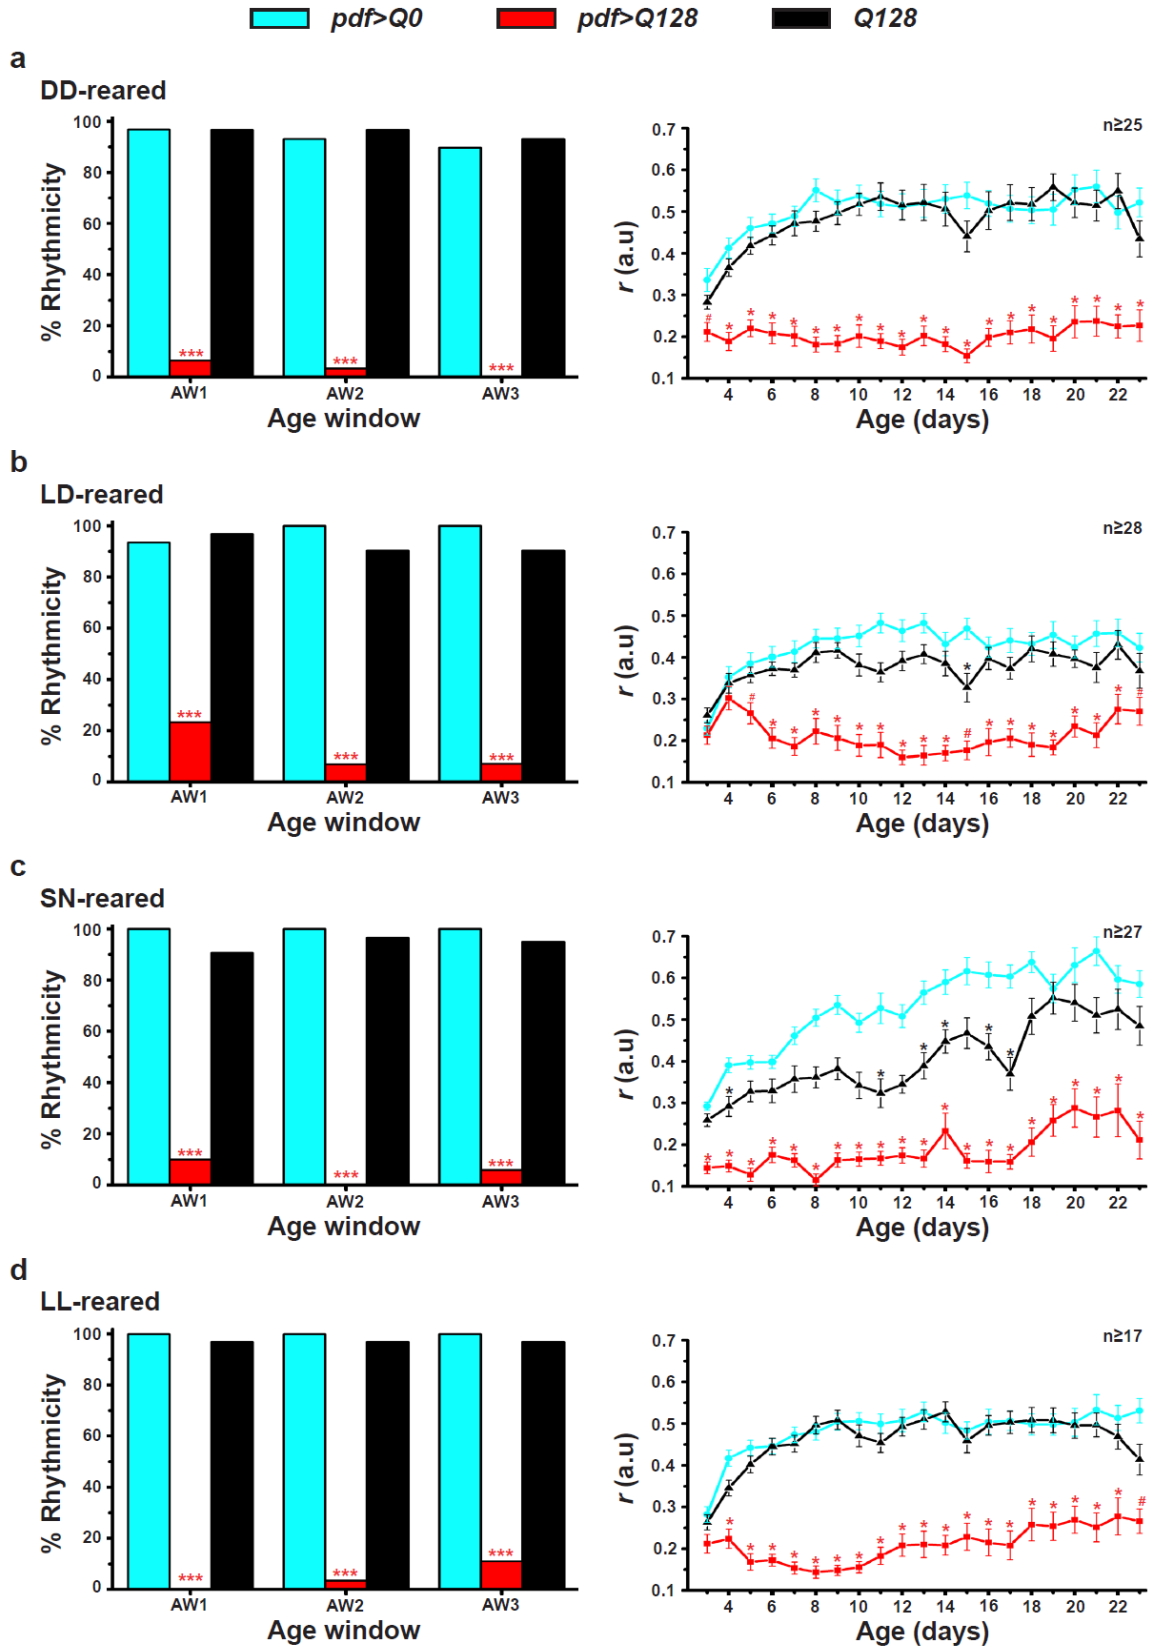 pdf>Q0 pdf>Q128 Q128
a
DD-reared
100
80
60
40
20
0
% Rhythmicity
*** *** ***
AW1 AW2 AW3
Age window
n≥25
0.7
0.6
0.5
0.4
0.3
0.2
0.1
r (a.u)
# * * * * * * * * * * * * * * * * * * * *
4 6 8 10 12 14 16 18 20 22
Age (days)
b
LD-reared
100
80
60
40
20
0
% Rhythmicity
*** *** ***
AW1 AW2 AW3
Age window
n≥28
0.7
0.6
0.5
0.4
0.3
0.2
0.1
r (a.u)
*
# * * * * * * * * * # * * * * * * * #
4 6 8 10 12 14 16 18 20 22
Age (days)
c
SN-reared
100
80
60
40
20
0
% Rhythmicity
*** *** ***
AW1 AW2 AW3
Age window
n≥27
0.7
0.6
0.5
0.4
0.3
0.2
0.1
r (a.u)
* * * * * *
* * * * * * * * * * * * * * * * * * * * *
4 6 8 10 12 14 16 18 20 22
Age (days)
d
LL-reared
100
80
60
40
20
0
% Rhythmicity
*** *** ***
AW1 AW2 AW3
Age window
n≥17
0.7
0.6
0.5
0.4
0.3
0.2
0.1
r (a.u)
* * * * * * * * * * * * * * * * * * * #
4 6 8 10 12 14 16 18 20 22
Age (days)